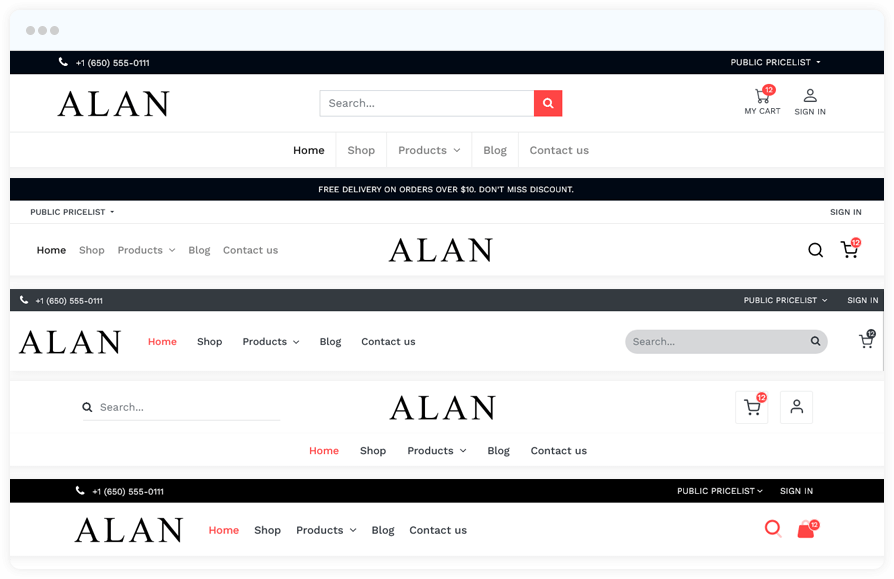 +1 (650) 555-0111 PUBLIC PRICELIST
ALAN Search... 12
MY CART SIGN IN
Home Shop Products Blog Contact us
FREE DELIVERY ON ORDERS OVER $10. DON'T MISS DISCOUNT.
PUBLIC PRICELIST SIGN IN
Home Shop Products Blog Contact us ALAN 12
+1 (650) 555-0111 PUBLIC PRICELIST SIGN IN
ALAN Home Shop Products Blog Contact us Search... 12
Search... ALAN 12
Home Shop Products Blog Contact us
+1 (650) 555-0111 PUBLIC PRICELIST SIGN IN
ALAN Home Shop Products Blog Contact us 12